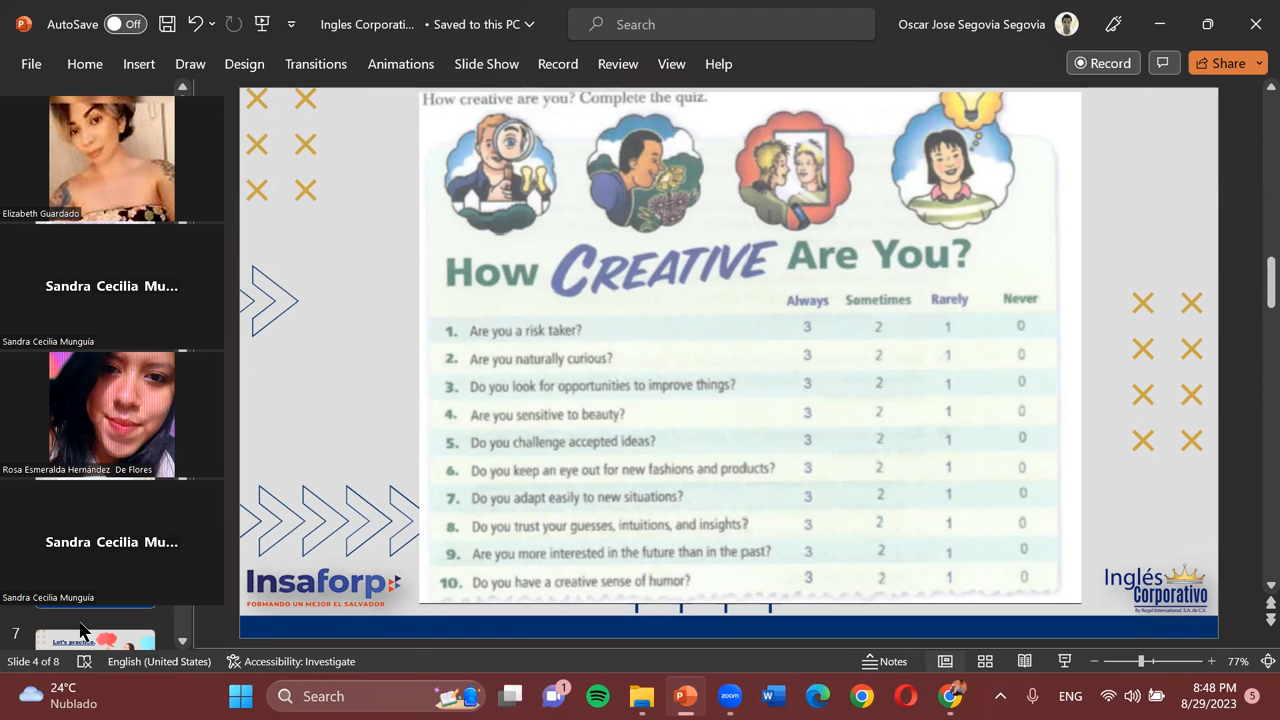 AutoSave Off
Ingles Corporati... • Saved to this PC
Search
Oscar Jose Segovia Segovia
File Home Insert Draw Design Transitions Animations Slide Show Record Review View Help
Record
Share
Elizabeth Guardado
Sandra Cecilia Mu...
Sandra Cecilia Munguía
Rosa Esmeralda Hernández De Flores
Sandra Cecilia Mu...
Sandra Cecilia Munguía
7
Let's practice.
How creative are you? Complete the quiz.
How CREATIVE Are You?
Always Sometimes Rarely Never
1. Are you a risk taker? 3 2 1 0
2. Are you naturally curious? 3 2 1 0
3. Do you look for opportunities to improve things? 3 2 1 0
4. Are you sensitive to beauty? 3 2 1 0
5. Do you challenge accepted ideas? 3 2 1 0
6. Do you keep an eye out for new fashions and products? 3 2 1 0
7. Do you adapt easily to new situations? 3 2 1 0
8. Do you trust your guesses, intuitions, and insights? 3 2 1 0
9. Are you more interested in the future than in the past? 3 2 1 0
10. Do you have a creative sense of humor? 3 2 1 0
Insaforp
FORMANDO UN MEJOR EL SALVADOR
Inglés
Corporativo
By Regal International, S.A. de C.V.
Slide 4 of 8 English (United States) Accessibility: Investigate Notes 77%
24°C
Nublado
Search
1
zoom
ENG
8:48 PM
8/29/2023
5